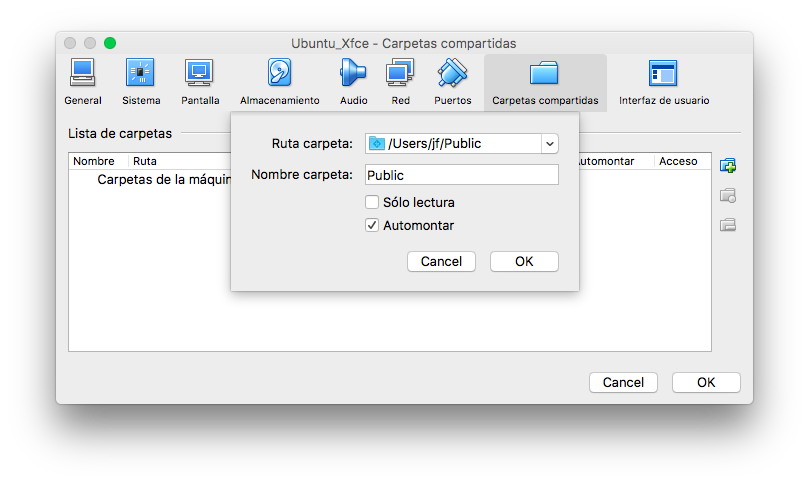 Ubuntu_Xfce - Carpetas compartidas
General Sistema Pantalla Almacenamiento Audio Red Puertos Carpetas compartidas Interfaz de usuario
Lista de carpetas
Ruta carpeta: /Users/jf/Public
Nombre Ruta utomontar Acceso
Nombre carpeta: Public
Carpetas de la máquin
Sólo lectura
Automontar
Cancel OK
Cancel OK